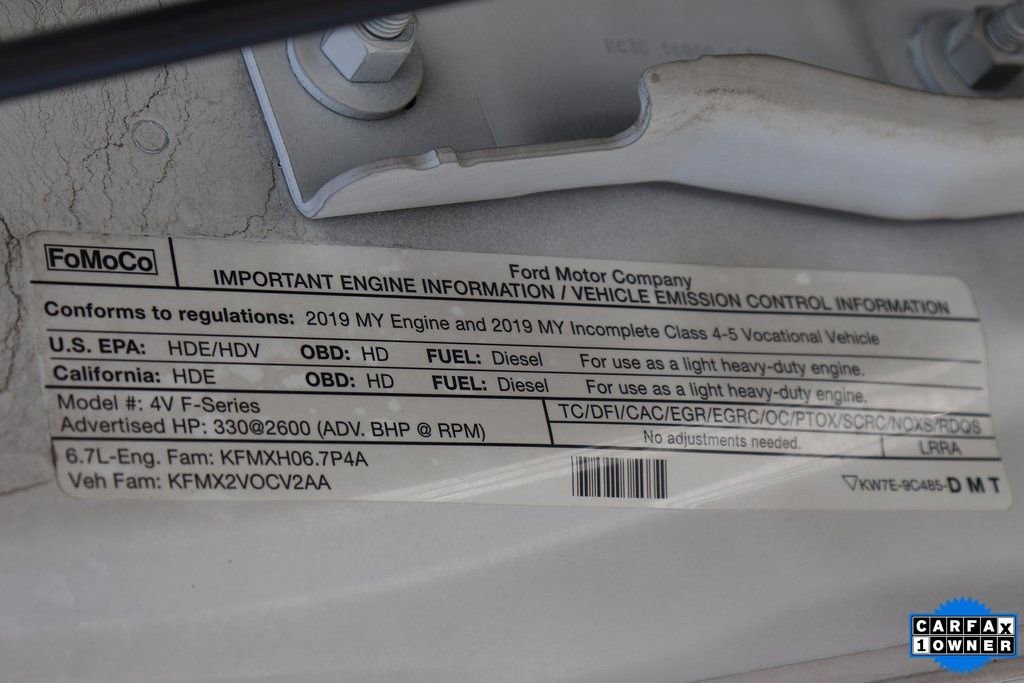 FoMoCo
Ford Motor Company
IMPORTANT ENGINE INFORMATION / VEHICLE EMISSION CONTROL INFORMATION
Conforms to regulations: 2019 MY Engine and 2019 MY Incomplete Class 4-5 Vocational Vehicle
U.S. EPA: HDE/HDV OBD: HD FUEL: Diesel For use as a light heavy-duty engine.
California: HDE OBD: HD FUEL: Diesel For use as a light heavy-duty engine.
Model #: 4V F-Series
Advertised HP: 330@2600 (ADV. BHP @ RPM)
TC/DFI/CAC/EGR/EGRC/OC/PTOX/SCRC/NOXS/RDQS
No adjustments needed. LRRA
6.7L-Eng. Fam: KFMXH06.7P4A
Veh Fam: KFMX2VOCV2AA
KW7E-9C485-DMT
CARFAX
1 OWNER